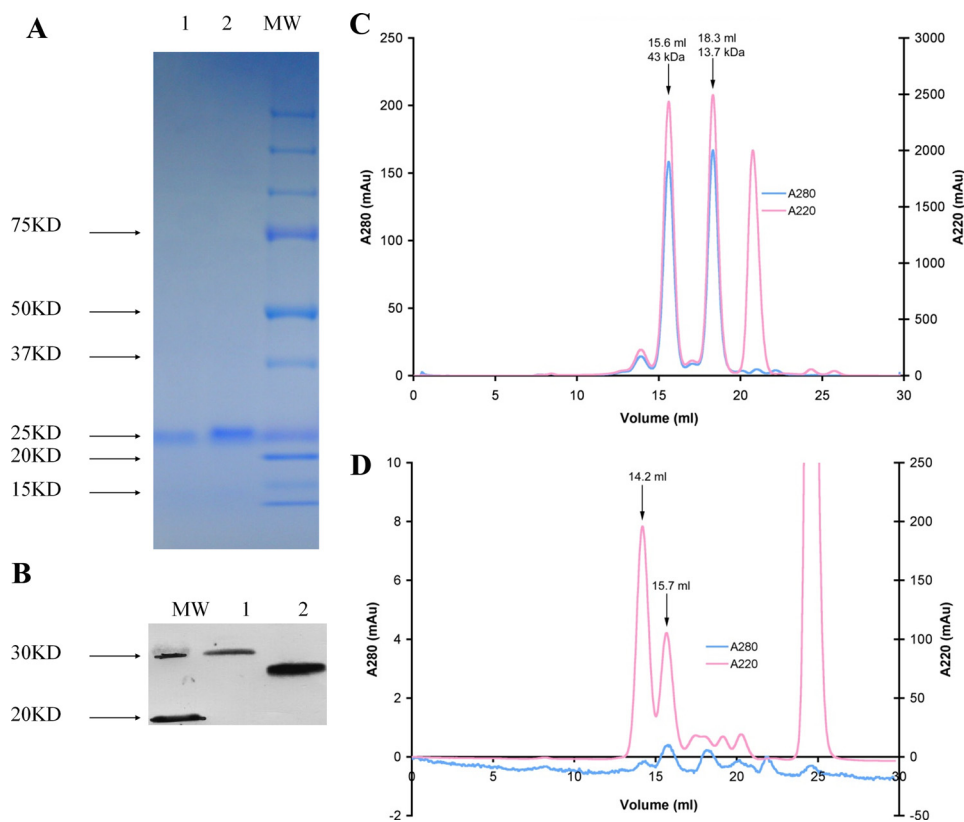 A
1 2 MW
75KD
50KD
37KD
25KD
20KD
15KD
B
MW 1 2
30KD
20KD
C
15.6 ml
43 kDa
18.3 ml
13.7 kDa
250
200
150
100
50
0
A280 (mAu)
3000
2500
2000
1500
1000
500
0
A220 (mAu)
A280
A220
0 5 10 15 20 25 30
Volume (ml)
D
14.2 ml
15.7 ml
10
8
6
4
2
0
-2
A280 (mAu)
250
200
150
100
50
0
-50
A220 (mAu)
A280
A220
0 5 10 15 20 25 30
Volume (ml)